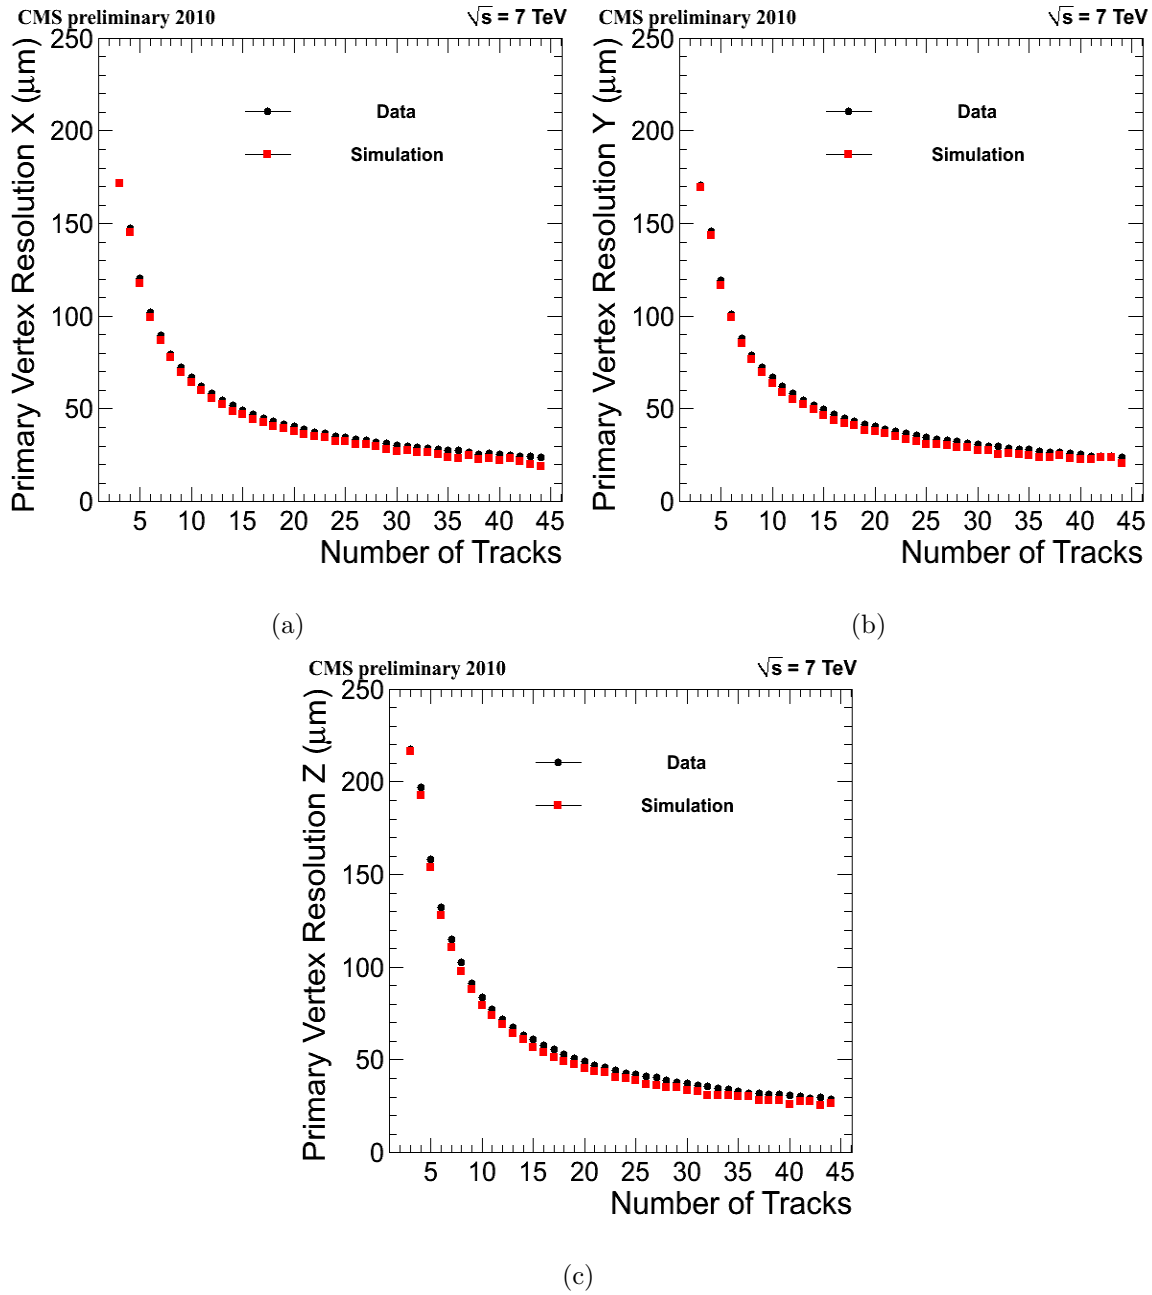 CMS preliminary 2010 √s = 7 TeV
Primary Vertex Resolution X (μm)
250
200
150
100
50
0
Data
Simulation
5 10 15 20 25 30 35 40 45
Number of Tracks
(a)
CMS preliminary 2010 √s = 7 TeV
Primary Vertex Resolution Y (μm)
250
200
150
100
50
0
Data
Simulation
5 10 15 20 25 30 35 40 45
Number of Tracks
(b)
CMS preliminary 2010 √s = 7 TeV
Primary Vertex Resolution Z (μm)
250
200
150
100
50
0
Data
Simulation
5 10 15 20 25 30 35 40 45
Number of Tracks
(c)